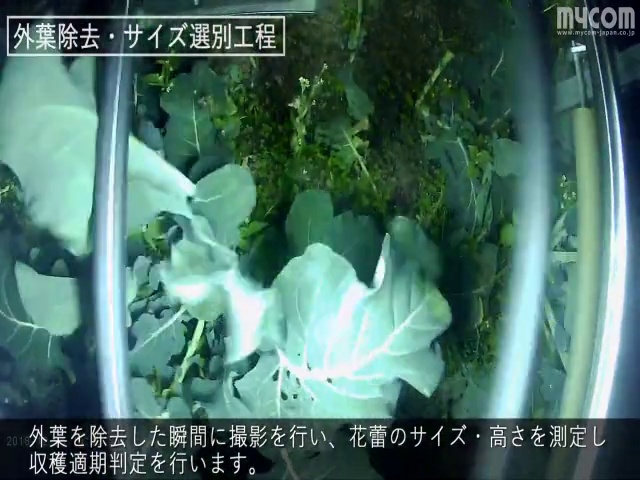 外葉除去・サイズ選別工程
mycom
www.mycom-japan.co.jp
2018
外葉を除去した瞬間に撮影を行い、花蕾のサイズ・高さを測定し
収穫適期判定を行います。